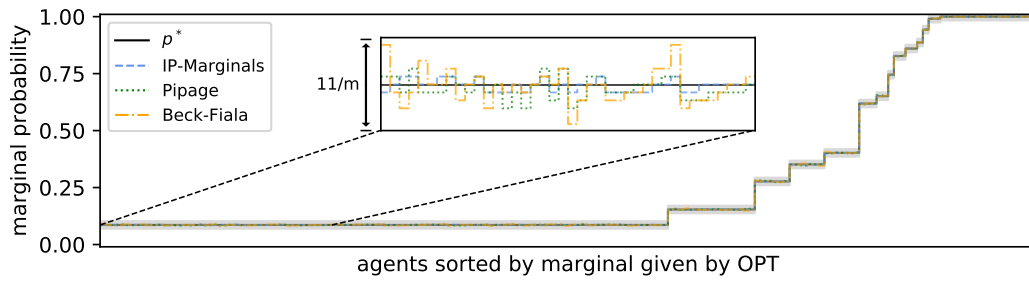 marginal probability
1.00
0.75
0.50
0.25
0.00
p*
IP-Marginals
Pipage
Beck-Fiala
11/m
agents sorted by marginal given by OPT